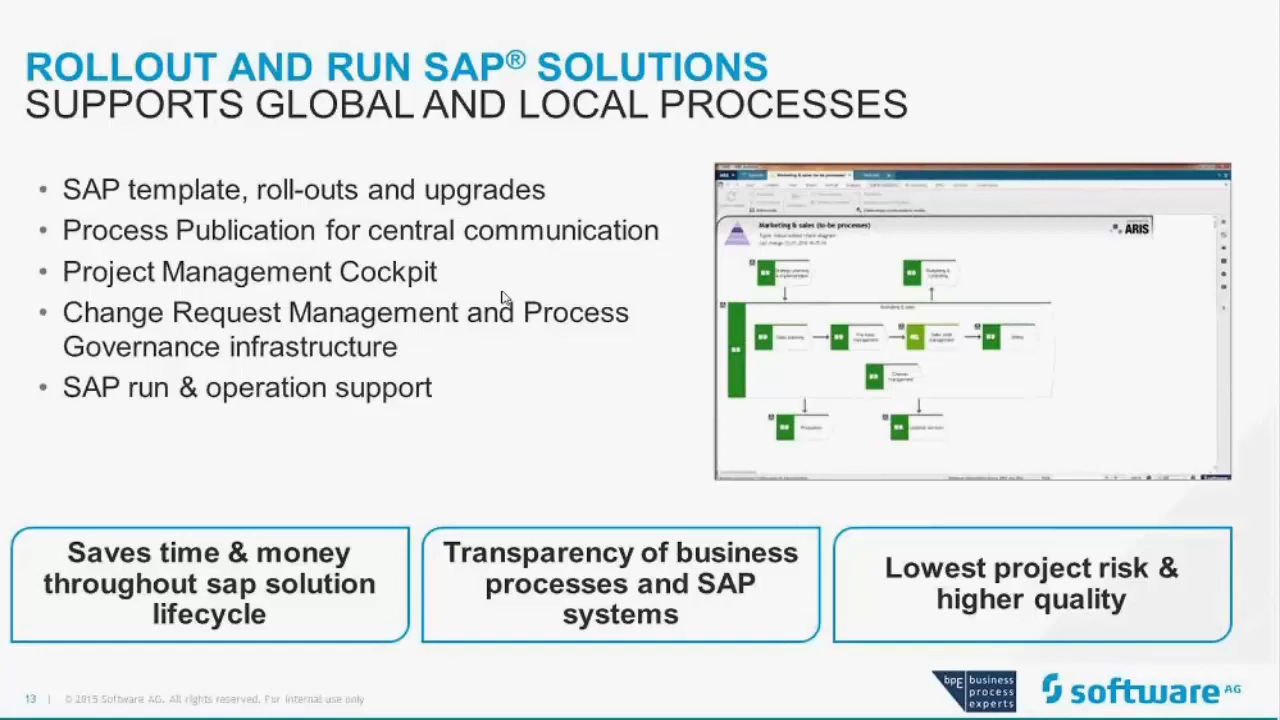 ROLLOUT AND RUN SAP® SOLUTIONS
SUPPORTS GLOBAL AND LOCAL PROCESSES
• SAP template, roll-outs and upgrades
• Process Publication for central communication
• Project Management Cockpit
• Change Request Management and Process
Governance infrastructure
• SAP run & operation support
Marketing & sales (to-be processes)
ARIS
Marketing & sales
Saves time & money
throughout sap solution
lifecycle
Transparency of business
processes and SAP
systems
Lowest project risk &
higher quality
13 | © 2015 Software AG. All rights reserved. For internal use only
bpE business
process
experts
software AG